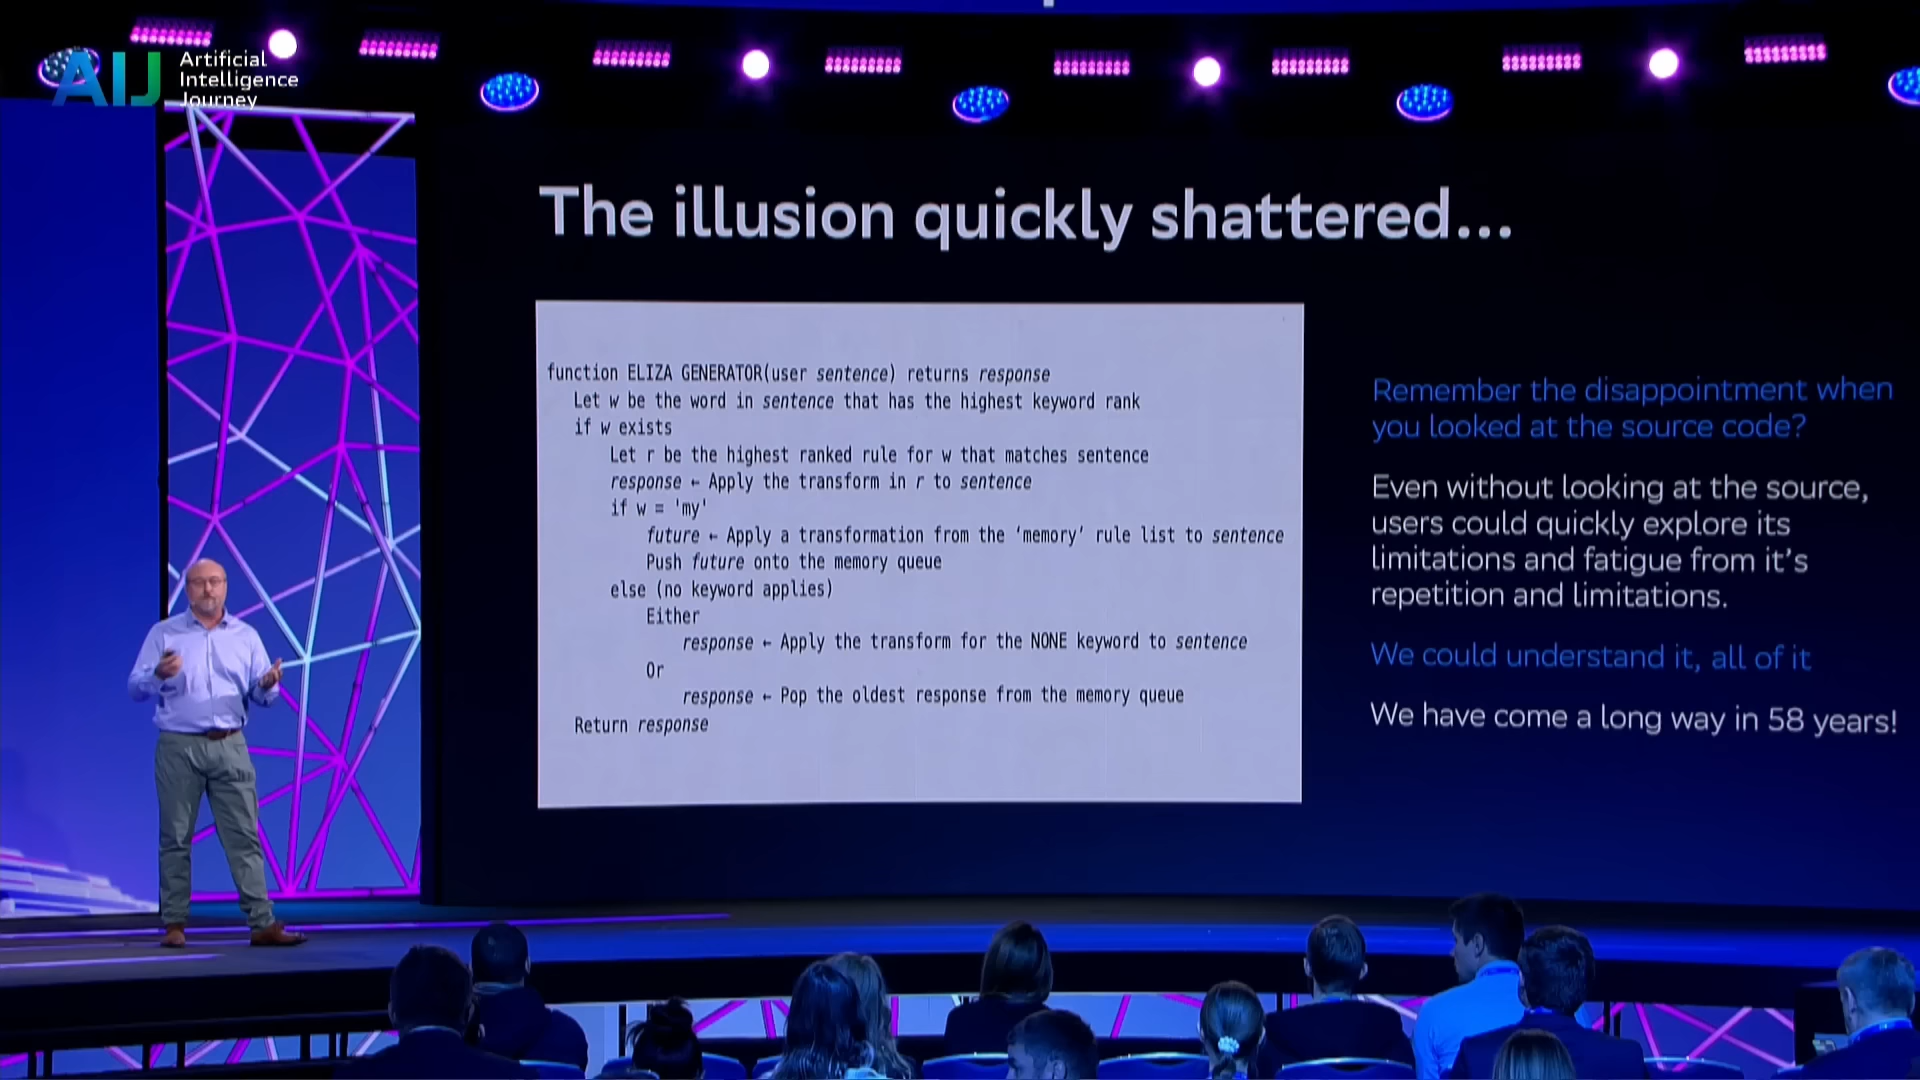 AIJ
Artificial
Intelligence
Journey
The illusion quickly shattered...
function ELIZA GENERATOR(user sentence) returns response
Let w be the word in sentence that has the highest keyword rank
if w exists
Let r be the highest ranked rule for w that matches sentence
response ← Apply the transform in r to sentence
if w = 'my'
future ← Apply a transformation from the ‘memory’ rule list to sentence
Push future onto the memory queue
else (no keyword applies)
Either
response ← Apply the transform for the NONE keyword to sentence
Or
response ← Pop the oldest response from the memory queue
Return response
Remember the disappointment when
you looked at the source code?
Even without looking at the source,
users could quickly explore its
limitations and fatigue from it's
repetition and limitations.
We could understand it, all of it
We have come a long way in 58 years!